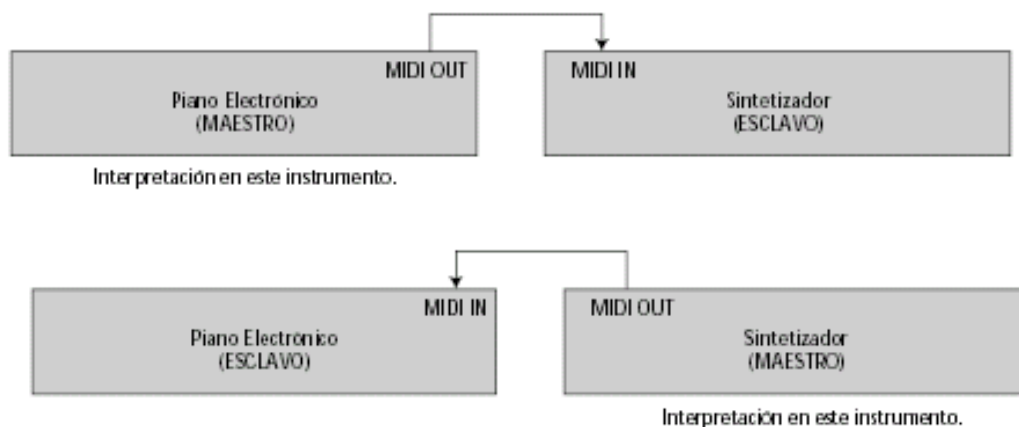 MIDI OUT
MIDI IN
Piano Electrónico
(MAESTRO)
Sintetizador
(ESCLAVO)
Interpretación en este instrumento.
MIDI IN
MIDI OUT
Piano Electrónico
(ESCLAVO)
Sintetizador
(MAESTRO)
Interpretación en este instrumento.